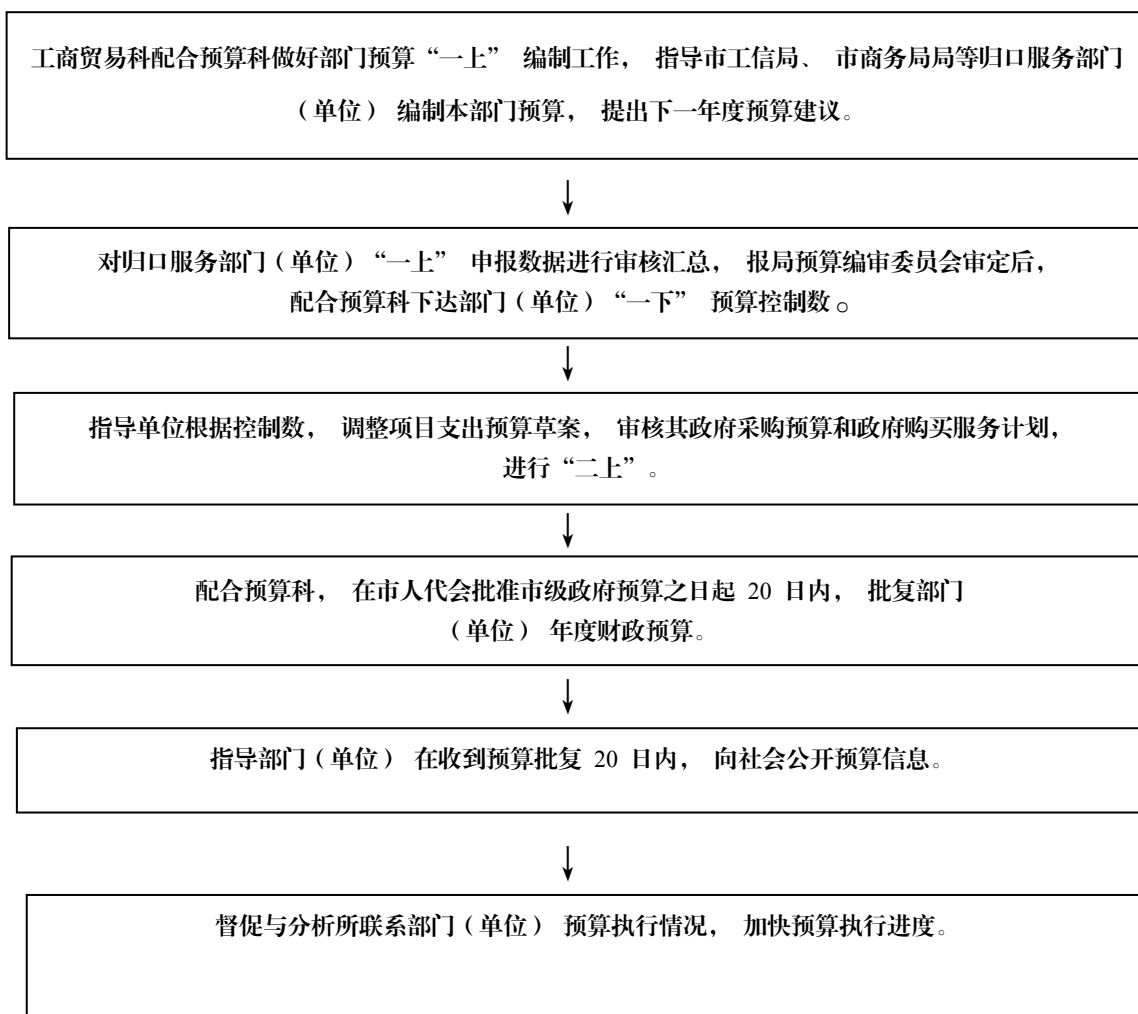 工商贸易科配合预算科做好部门预算“一上” 编制工作， 指导市工信局、 市商务局局等归口服务部门
（单位） 编制本部门预算， 提出下一年度预算建议。
对归口服务部门（单位）“一上” 申报数据进行审核汇总， 报局预算编审委员会审定后，
配合预算科下达部门（单位）“一下” 预算控制数。
指导单位根据控制数， 调整项目支出预算草案， 审核其政府采购预算和政府购买服务计划，
进行“二上”。
配合预算科， 在市人代会批准市级政府预算之日起 20 日内， 批复部门
（单位） 年度财政预算。
指导部门（单位） 在收到预算批复 20 日内， 向社会公开预算信息。
督促与分析所联系部门（单位） 预算执行情况， 加快预算执行进度。